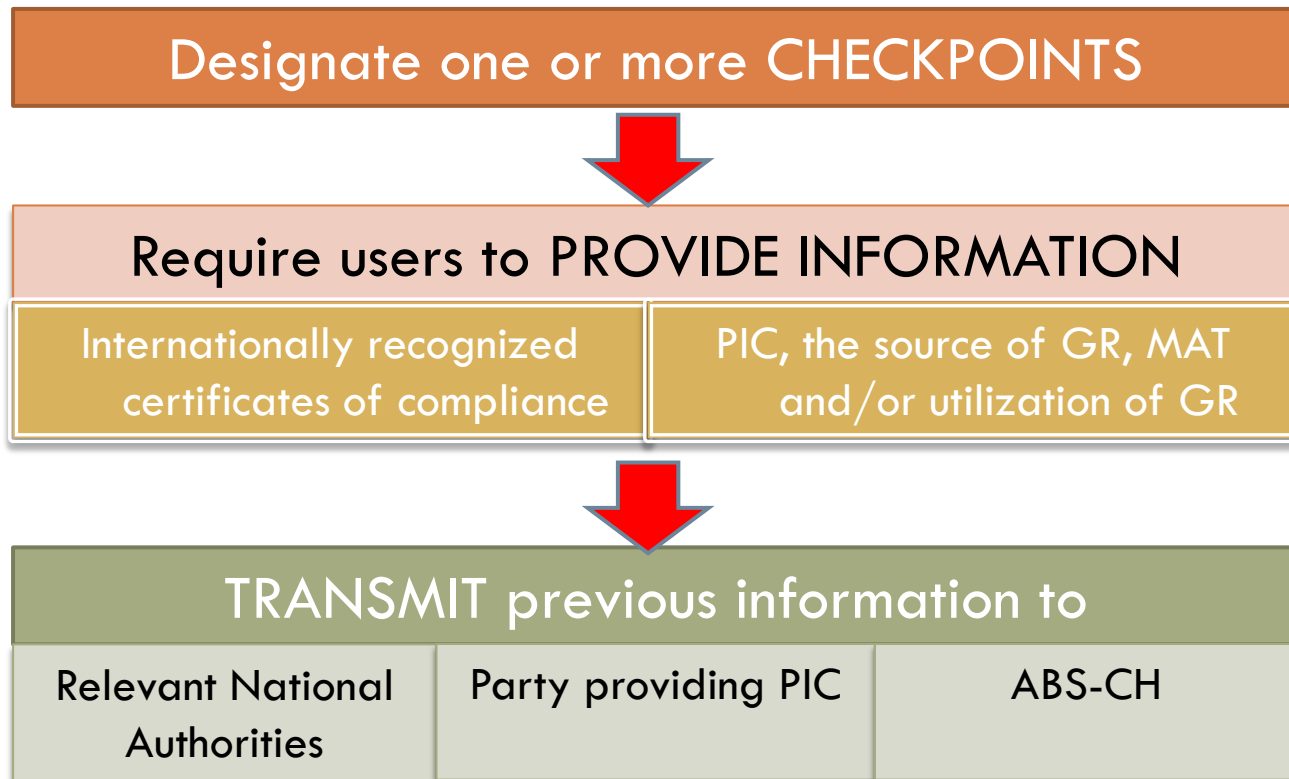 Designate one or more CHECKPOINTS
Require users to PROVIDE INFORMATION
Internationally recognized
certificates of compliance
PIC, the source of GR, MAT
and/or utilization of GR
TRANSMIT previous information to
Relevant National
Authorities
Party providing PIC
ABS-CH